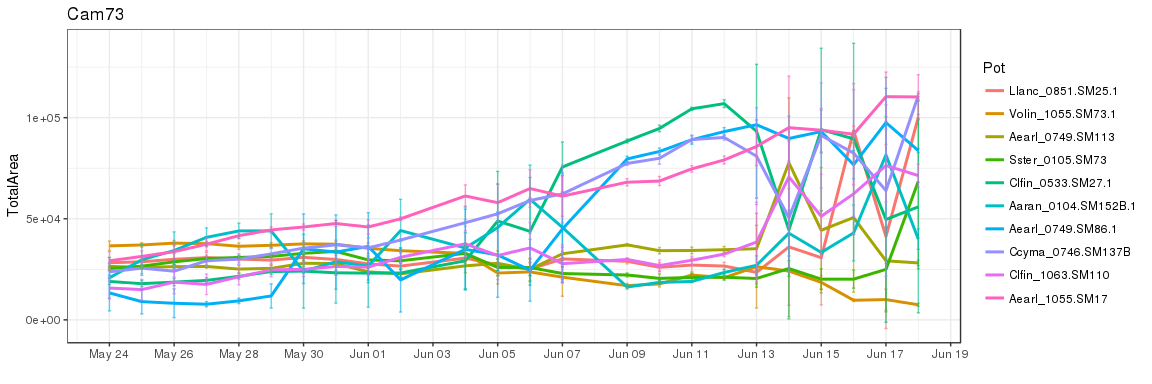 Cam73
TotalArea
1e+05
5e+04
0e+00
May 24 May 26 May 28 May 30 Jun 01 Jun 03 Jun 05 Jun 07 Jun 09 Jun 11 Jun 13 Jun 15 Jun 17 Jun 19
Pot
Llanc_0851.SM25.1
Volin_1055.SM73.1
Aearl_0749.SM113
Sster_0105.SM73
Clfin_0533.SM27.1
Aaran_0104.SM152B.1
Aearl_0749.SM86.1
Ccyma_0746.SM137B
Clfin_1063.SM110
Aearl_1055.SM17